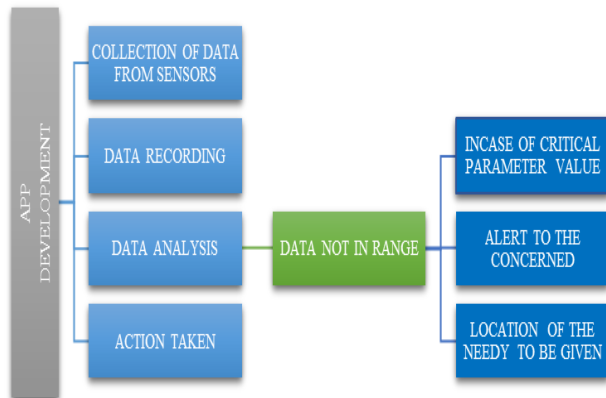 APP
DEVELOPMENT
COLLECTION OF DATA
FROM SENSORS
DATA RECORDING
DATA ANALYSIS
ACTION TAKEN
DATA NOT IN RANGE
INCASE OF CRITICAL
PARAMETER VALUE
ALERT TO THE
CONCERNED
LOCATION OF THE
NEEDY TO BE GIVEN